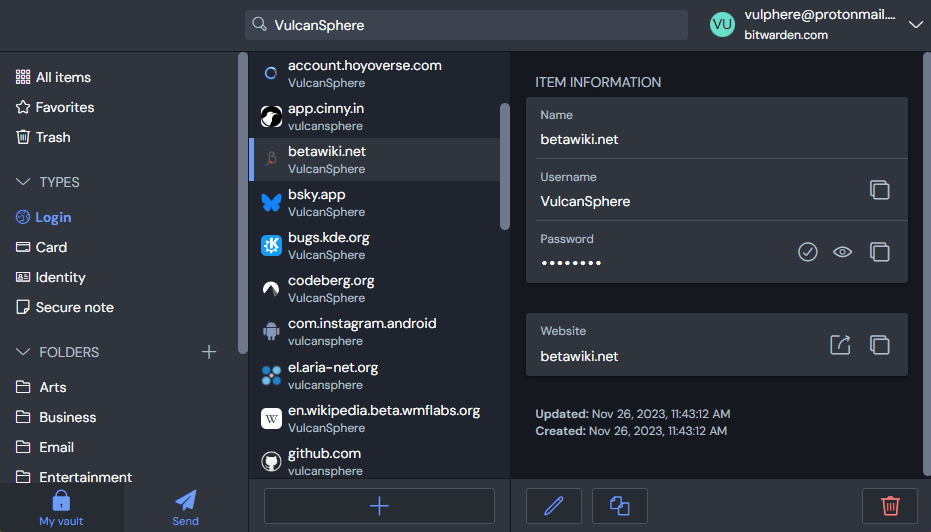 VulcanSphere
VU
vulphere@protonmail....
bitwarden.com
All items
Favorites
Trash
TYPES
Login
Card
Identity
Secure note
FOLDERS
Arts
Business
Email
Entertainment
My vault
Send
account.hoyoverse.com
VulcanSphere
app.cinny.in
vulcansphere
betawiki.net
VulcanSphere
bsky.app
VulcanSphere
bugs.kde.org
VulcanSphere
codeberg.org
VulcanSphere
com.instagram.android
vulcansphere
el.aria-net.org
vulcansphere
W
en.wikipedia.beta.wmflabs.org
VulcanSphere
github.com
vulcansphere
ITEM INFORMATION
Name
betawiki.net
Username
VulcanSphere
Password
••••••••
Website
betawiki.net
Updated: Nov 26, 2023, 11:43:12 AM
Created: Nov 26, 2023, 11:43:12 AM